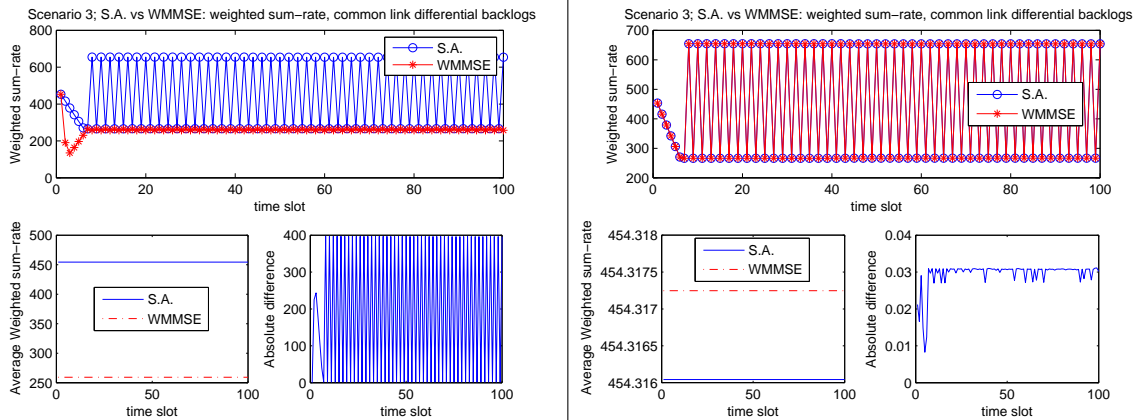 Scenario 3; S.A. vs WMMSE: weighted sum−rate, common link differential backlogs
Weighted sum−rate
800
600
400
200
0
S.A.
WMMSE
0 20 40 60 80 100
time slot
Average Weighted sum−rate
500
450
400
350
300
250
S.A.
WMMSE
0 50 100
time slot
Absolute difference
400
300
200
100
0
0 50 100
time slot
Scenario 3; S.A. vs WMMSE: weighted sum−rate, common link differential backlogs
Weighted sum−rate
700
600
500
400
300
200
S.A.
WMMSE
0 20 40 60 80 100
time slot
Average Weighted sum−rate
454.318
454.3175
454.317
454.3165
454.316
S.A.
WMMSE
0 50 100
time slot
Absolute difference
0.04
0.03
0.02
0.01
0
0 50 100
time slot